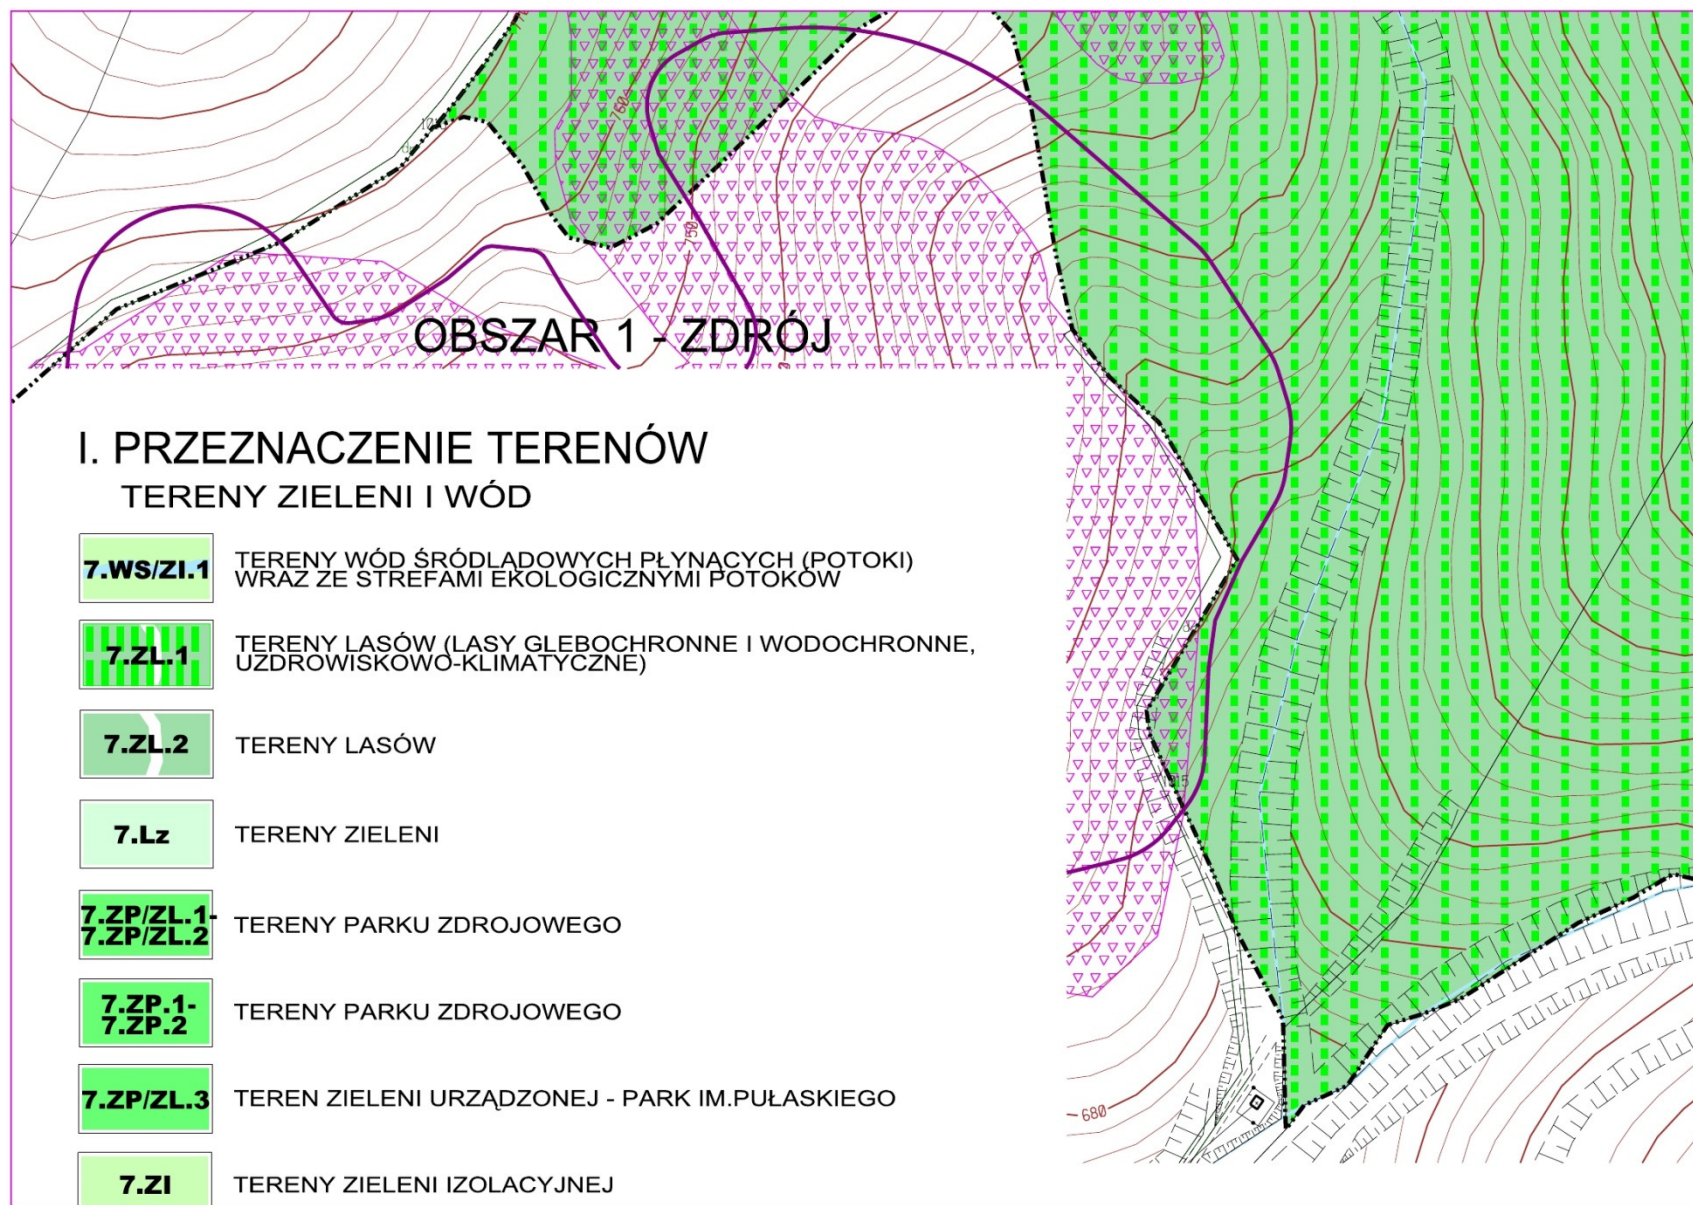 760
750
OBSZAR 1 - ZDRÓJ
I. PRZEZNACZENIE TERENÓW
TERENY ZIELENI I WÓD
7.WS/ZI.1
TERENY WÓD ŚRÓDLĄDOWYCH PŁYNĄCYCH (POTOKI)
WRAZ ZE STREFAMI EKOLOGICZNYMI POTOKÓW
7.ZL.1
TERENY LASÓW (LASY GLEBOCHRONNE I WODOCHRONNE,
UZDROWISKOWO-KLIMATYCZNE)
7.ZL.2
TERENY LASÓW
7.Lz
TERENY ZIELENI
7.ZP/ZL.1-
7.ZP/ZL.2
TERENY PARKU ZDROJOWEGO
7.ZP.1-
7.ZP.2
TERENY PARKU ZDROJOWEGO
7.ZP/ZL.3
TEREN ZIELENI URZĄDZONEJ - PARK IM.PUŁASKIEGO
680
7.ZI
TERENY ZIELENI IZOLACYJNEJ